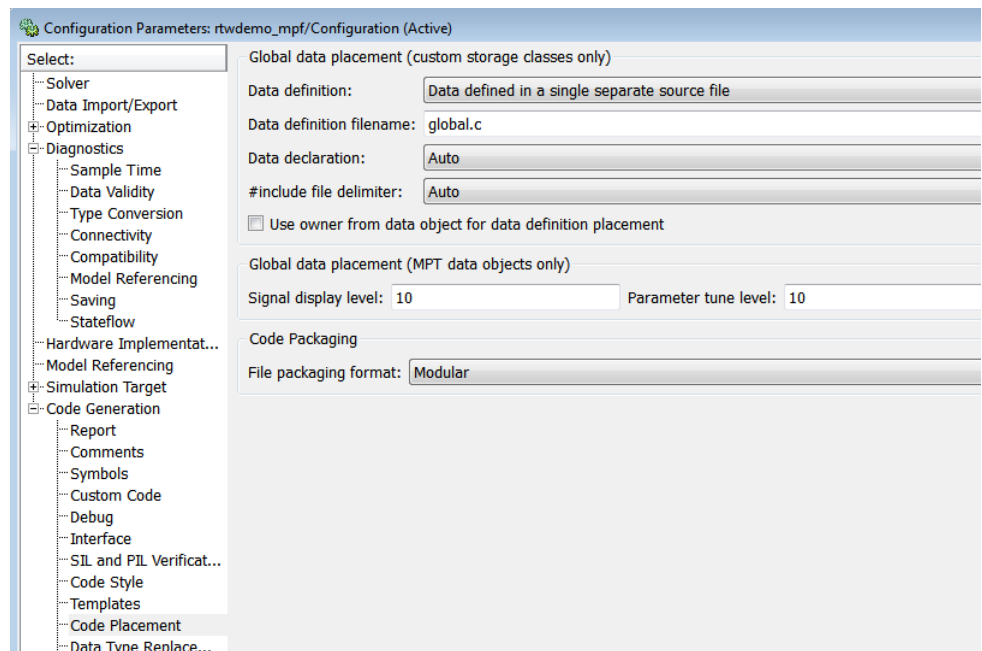 Configuration Parameters: rtwdemo_mpf/Configuration (Active)
Select:
Solver
Data Import/Export
Optimization
Diagnostics
Sample Time
Data Validity
Type Conversion
Connectivity
Compatibility
Model Referencing
Saving
Stateflow
Hardware Implementat...
Model Referencing
Simulation Target
Code Generation
Report
Comments
Symbols
Custom Code
Debug
Interface
SIL and PIL Verificat...
Code Style
Templates
Code Placement
Data Type Replace...
Global data placement (custom storage classes only)
Data definition: Data defined in a single separate source file
Data definition filename: global.c
Data declaration: Auto
#include file delimiter: Auto
Use owner from data object for data definition placement
Global data placement (MPT data objects only)
Signal display level: 10 Parameter tune level: 10
Code Packaging
File packaging format: Modular